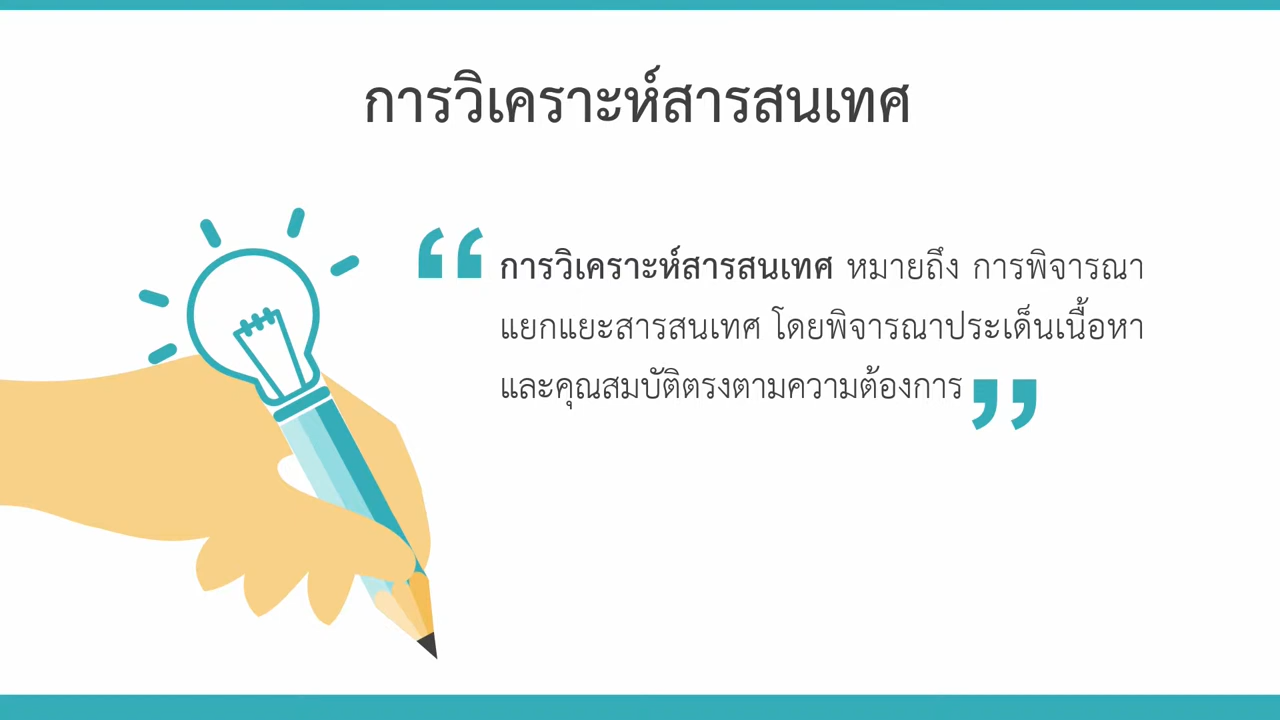 การวิเคราะห์สารสนเทศ
“ การวิเคราะห์สารสนเทศ หมายถึง การพิจารณา
แยกแยะสารสนเทศ โดยพิจารณาประเด็นเนื้อหา
และคุณสมบัติตรงตามความต้องการ ”